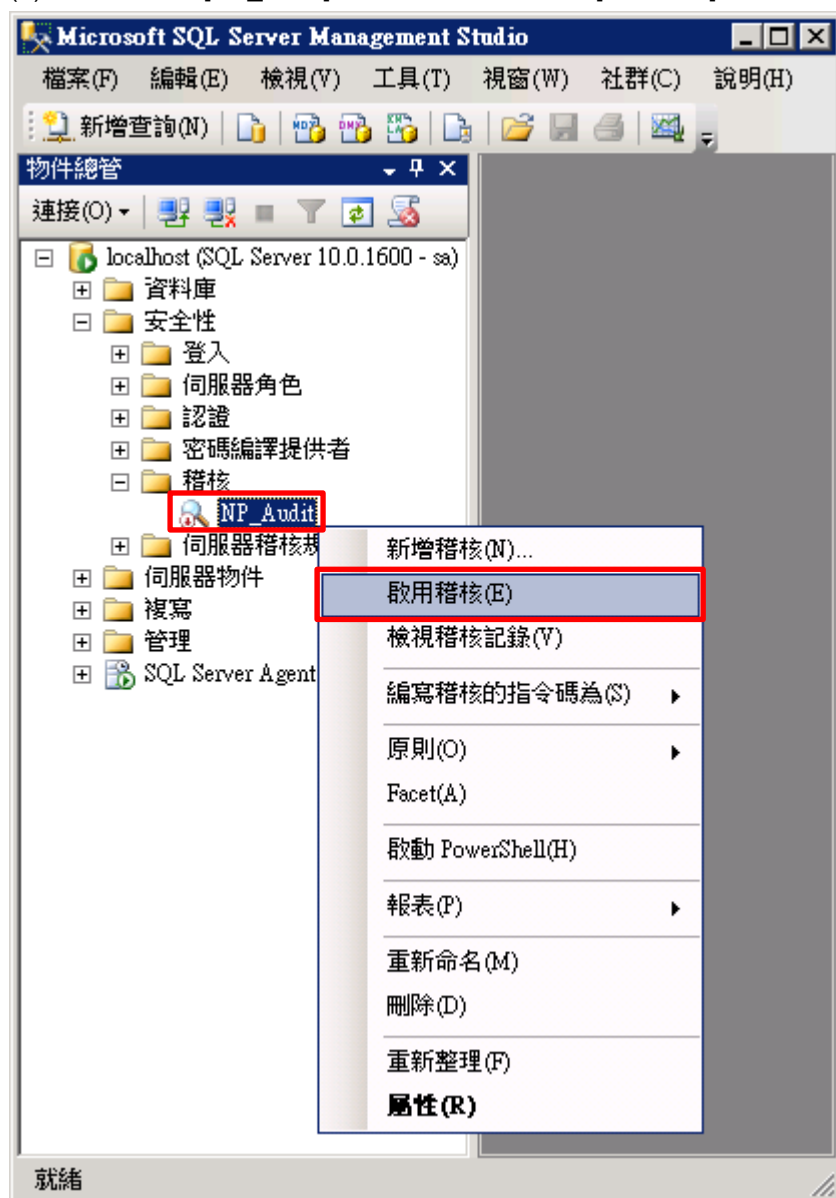 Microsoft SQL Server Management Studio
檔案(F) 編輯(E) 檢視(V) 工具(T) 視窗(W) 社群(C) 說明(H)
新增查詢(N)
物件總管
連接(O)
localhost (SQL Server 10.0.1600 - sa)
資料庫
安全性
登入
伺服器角色
認證
密碼編譯提供者
稽核
NP_Audit
伺服器稽核規
伺服器物件
複寫
管理
SQL Server Agent
新增稽核(N)...
啟用稽核(E)
檢視稽核記錄(V)
編寫稽核的指令碼為(S)
原則(O)
Facet(A)
啟動 PowerShell(H)
報表(P)
重新命名(M)
刪除(D)
重新整理(F)
屬性(R)
就緒